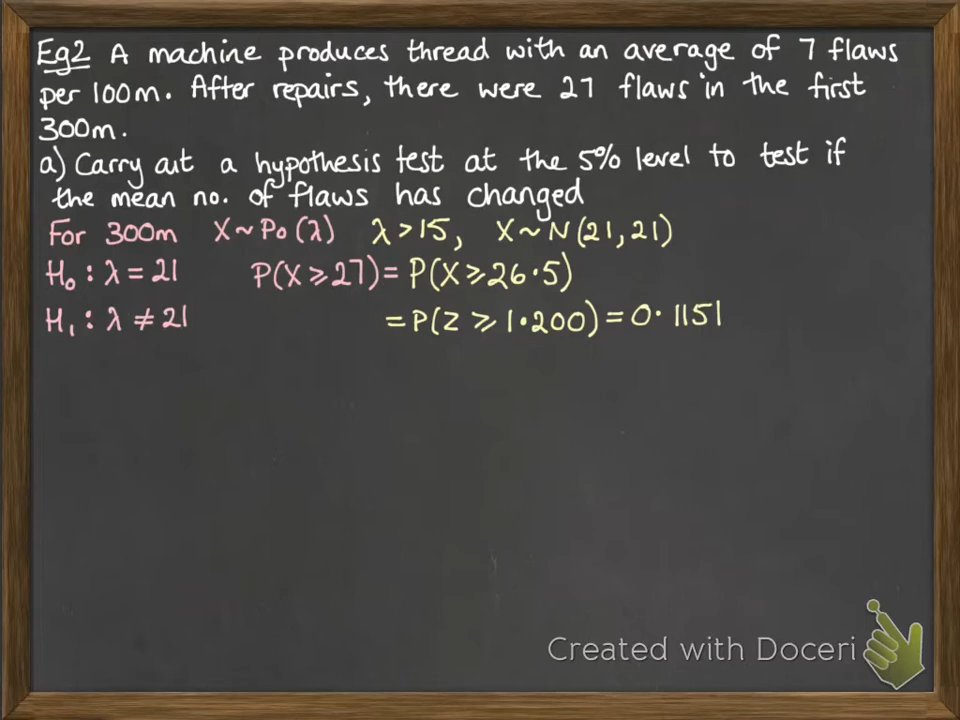 Eg2 A machine produces thread with an average of 7 flaws
per 100m. After repairs, there were 27 flaws in the first
300m.
a) Carry out a hypothesis test at the 5% level to test if
the mean no. of flaws has changed
For 300m X~Po(λ) λ>15, X~N(21,21)
H₀ : λ = 21 P(X≥27) = P(X≥26·5)
H₁ : λ ≠ 21 = P(Z ≥ 1·200) = 0·1151
Created with Doceri